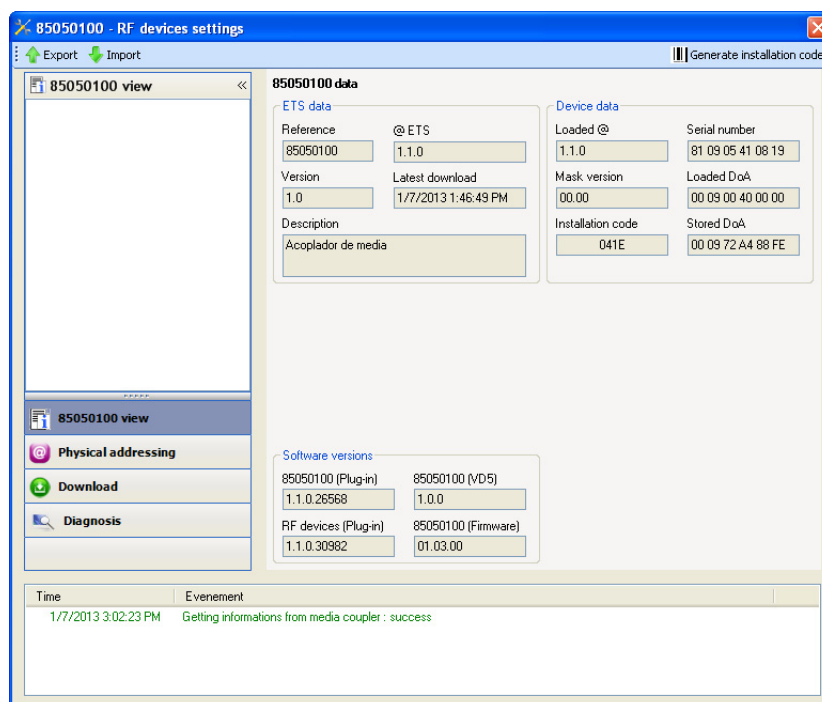 85050100 - RF devices settings
Export Import Generate installation code
85050100 view «
85050100 data
ETS data
Reference @ ETS
85050100 1.1.0
Version Latest download
1.0 1/7/2013 1:46:49 PM
Description
Acoplador de media
Device data
Loaded @ Serial number
1.1.0 81 09 05 41 08 19
Mask version Loaded DoA
00.00 00 09 00 40 00 00
Installation code Stored DoA
041E 00 09 72 A4 88 FE
85050100 view
Physical addressing
Download
Diagnosis
Software versions
85050100 (Plug-in) 85050100 (VD5)
1.1.0.26568 1.0.0
RF devices (Plug-in) 85050100 (Firmware)
1.1.0.30982 01.03.00
Time Evenement
1/7/2013 3:02:23 PM Getting informations from media coupler : success